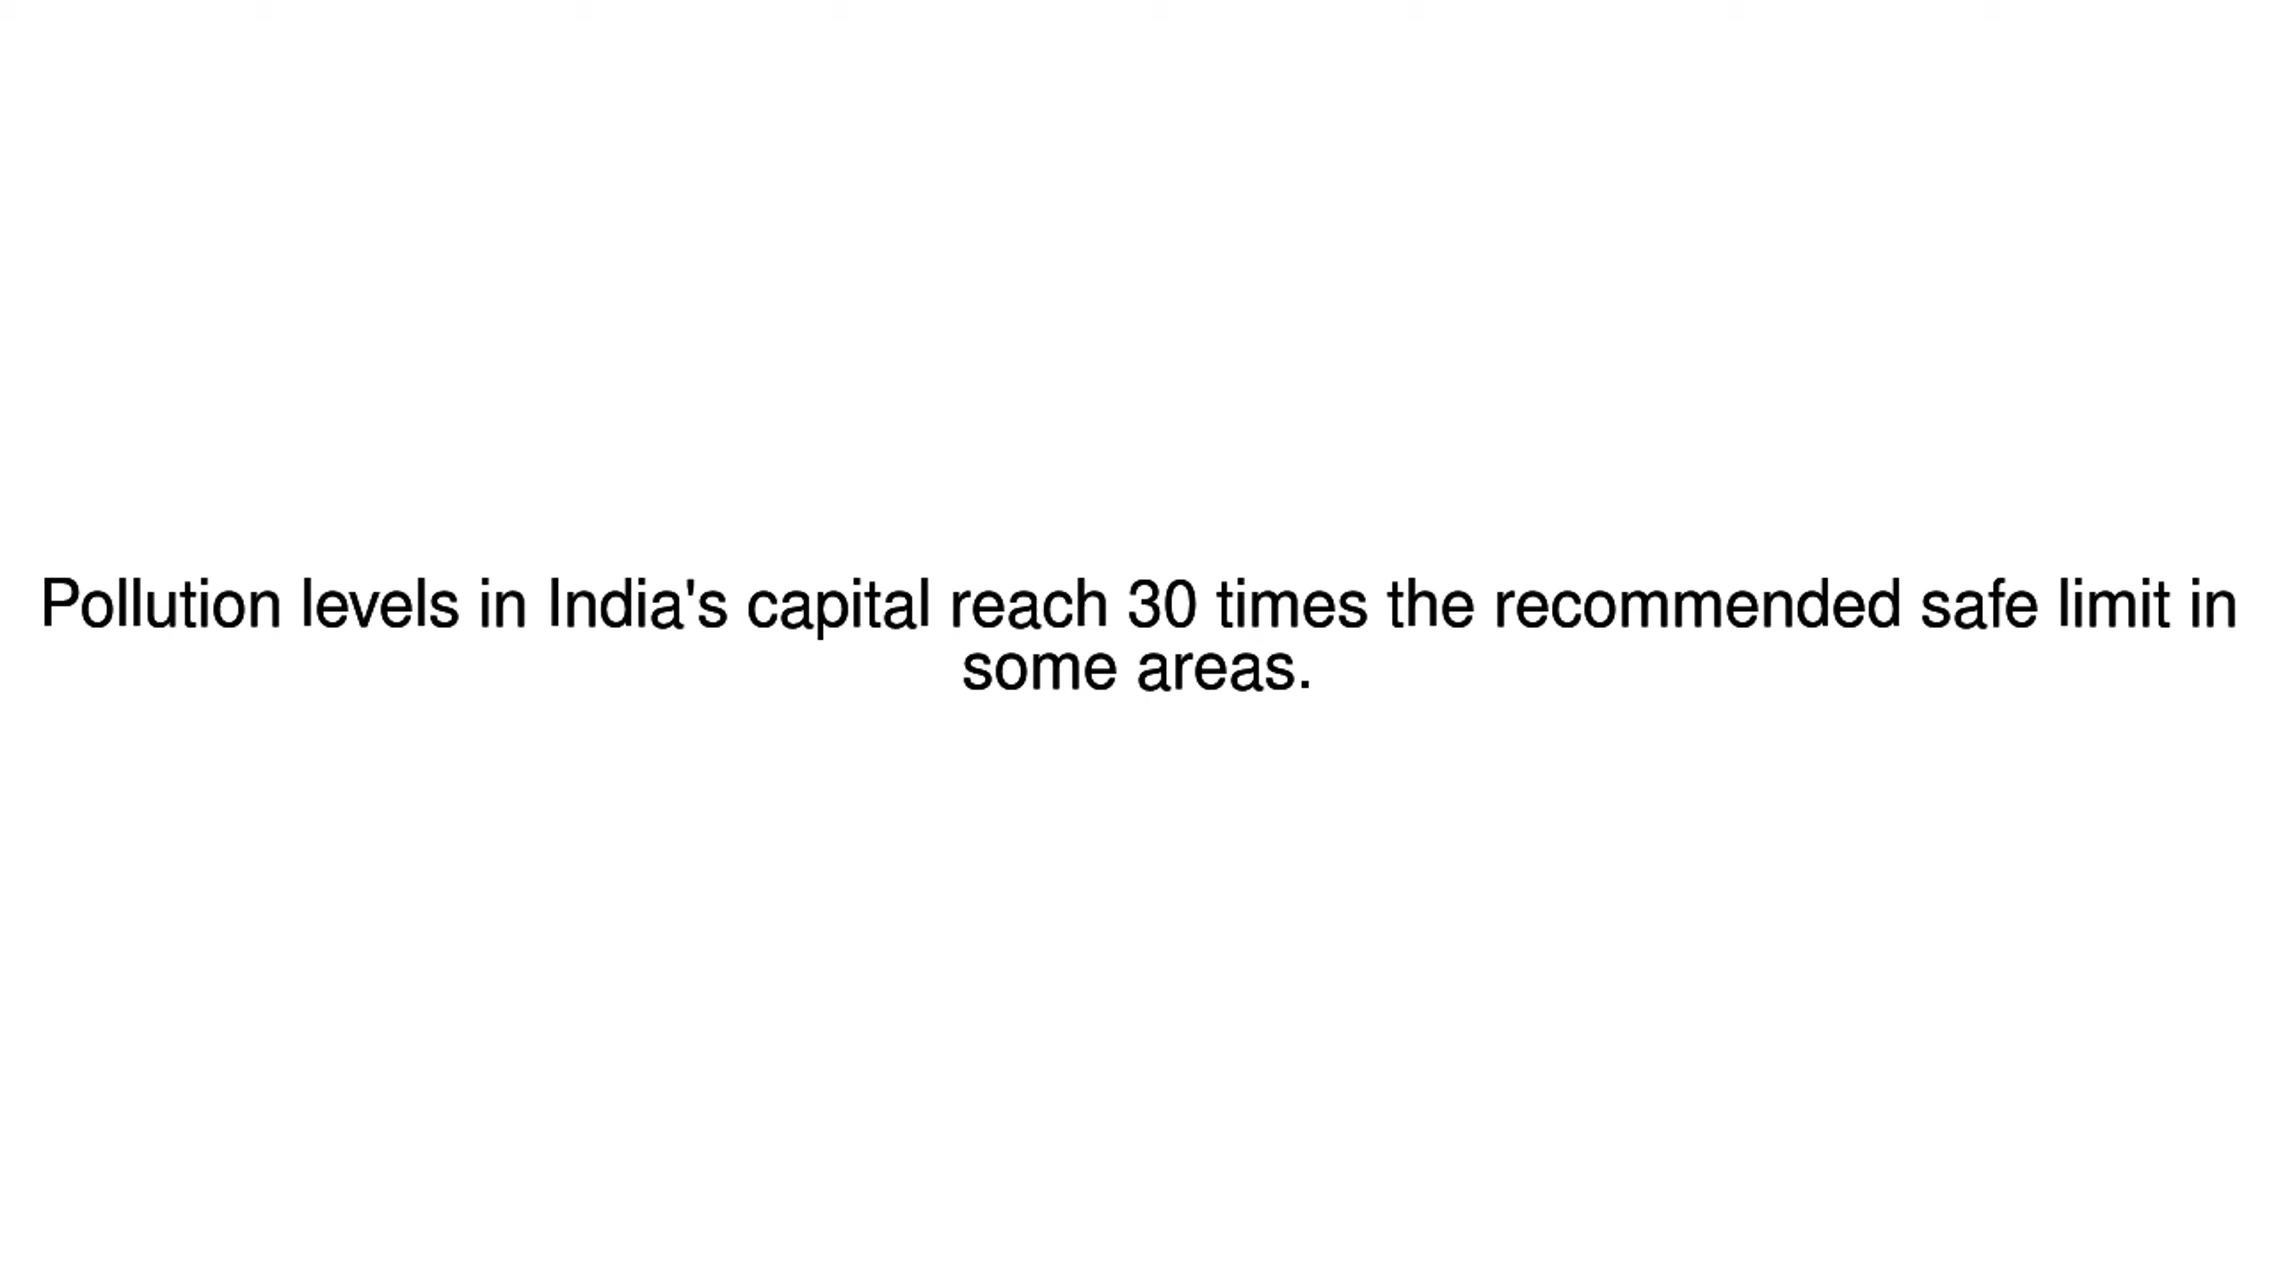 Pollution levels in India's capital reach 30 times the recommended safe limit in
some areas.